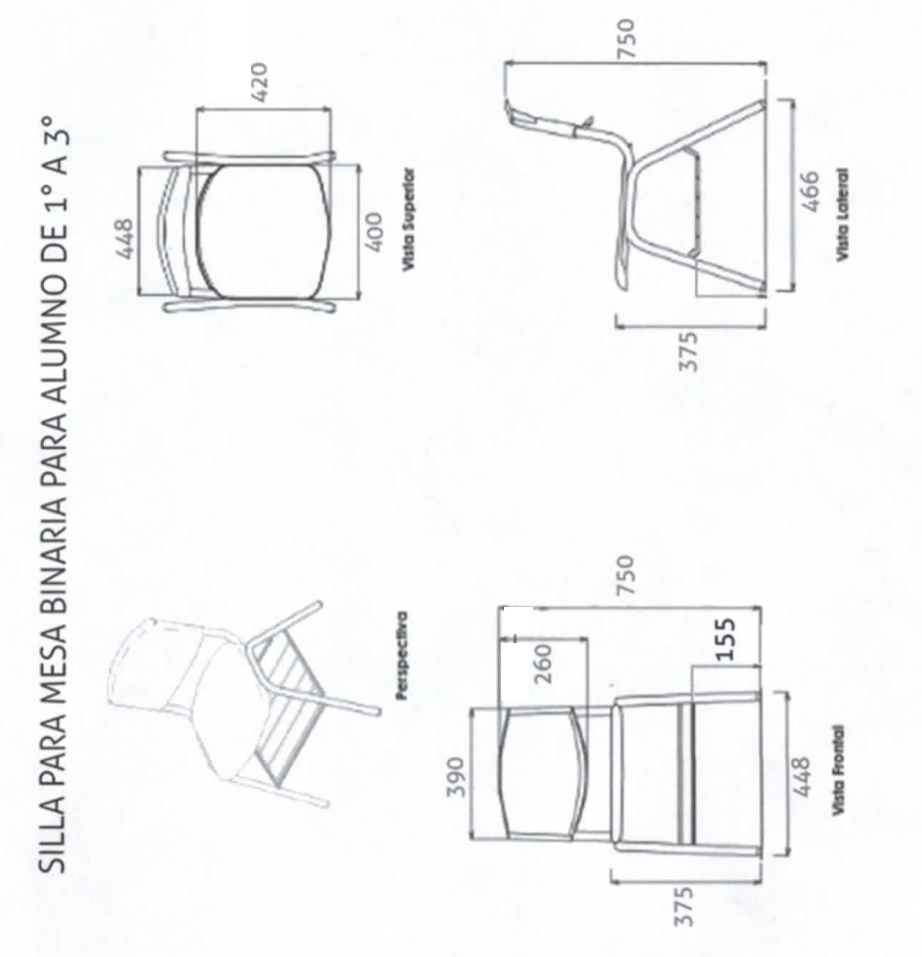 SILLA PARA MESA BINARIA PARA ALUMNO DE 1° A 3°
Perspectiva
448
420
400
Vista Superior
390
260
750
155
375
448
Vista Frontal
750
375
466
Vista Lateral